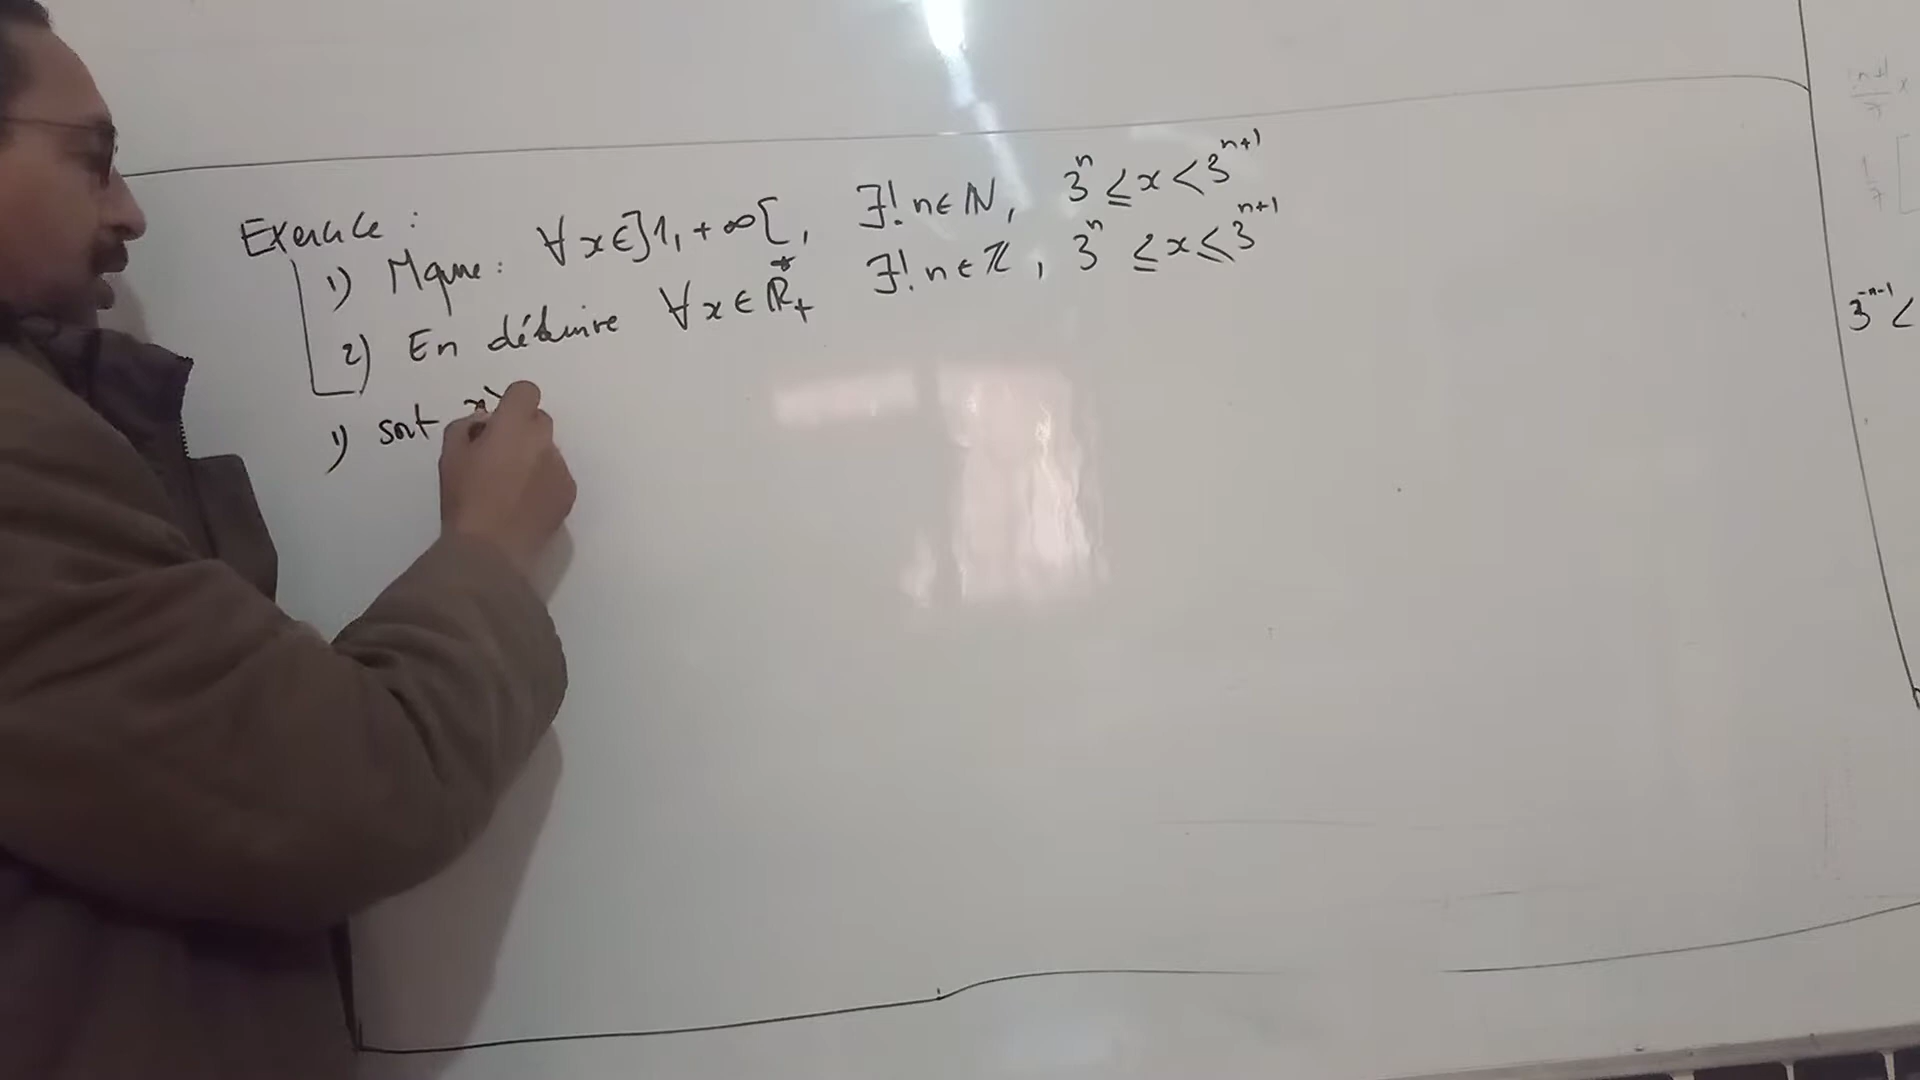 Exercice :
1) Mque : ∀x∈]1,+∞[, ∃!n∈ℕ, 3ⁿ ≤ x < 3ⁿ⁺¹
2) En déduire ∀x∈ℝ₊* ∃!n∈ℤ, 3ⁿ ≤ x ≤ 3ⁿ⁺¹
1) soit x
3⁻ⁿ⁻¹ <